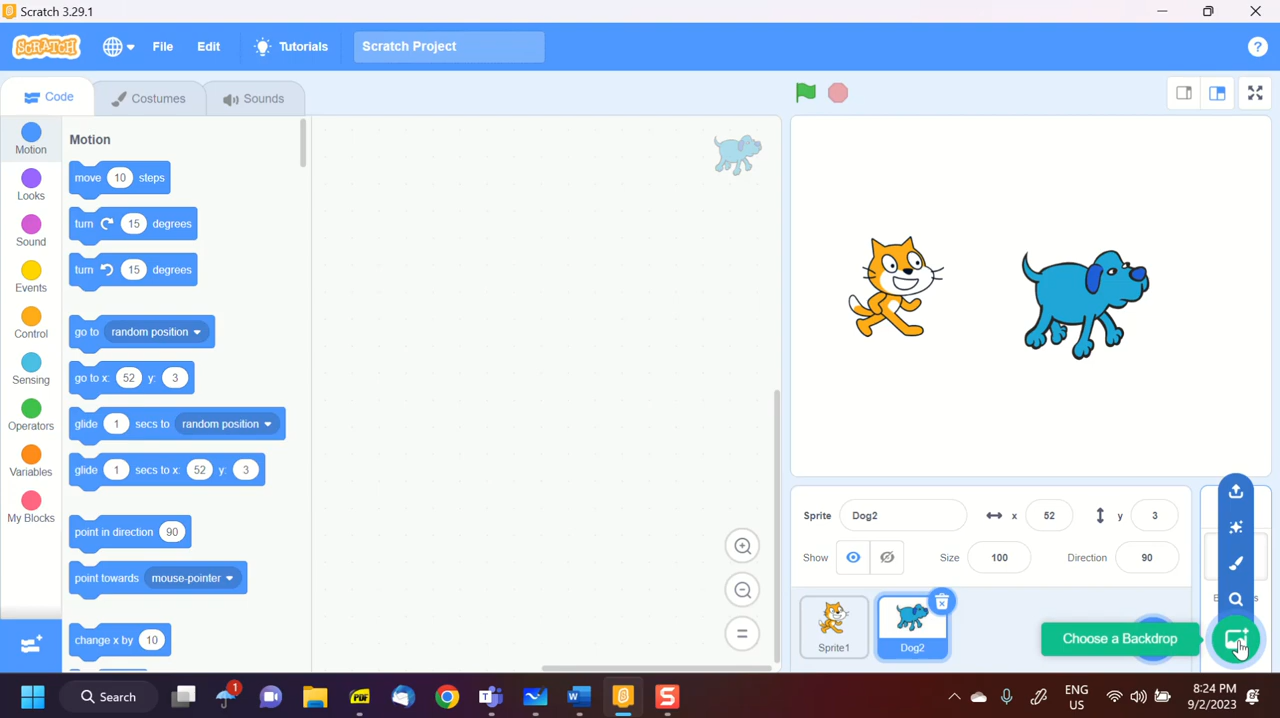 Scratch 3.29.1
SCRATCH File Edit Tutorials Scratch Project ?
Code Costumes Sounds
Motion
Looks
Sound
Events
Control
Sensing
Operators
Variables
My Blocks
Motion
move 10 steps
turn 15 degrees
turn 15 degrees
go to random position
go to x: 52 y: 3
glide 1 secs to random position
glide 1 secs to x: 52 y: 3
point in direction 90
point towards mouse-pointer
change x by 10
Sprite Dog2 x 52 y 3
Show Size 100 Direction 90
Sprite1 Dog2
Choose a Backdrop
Search 1 PDF W S ENG US 8:24 PM 9/2/2023